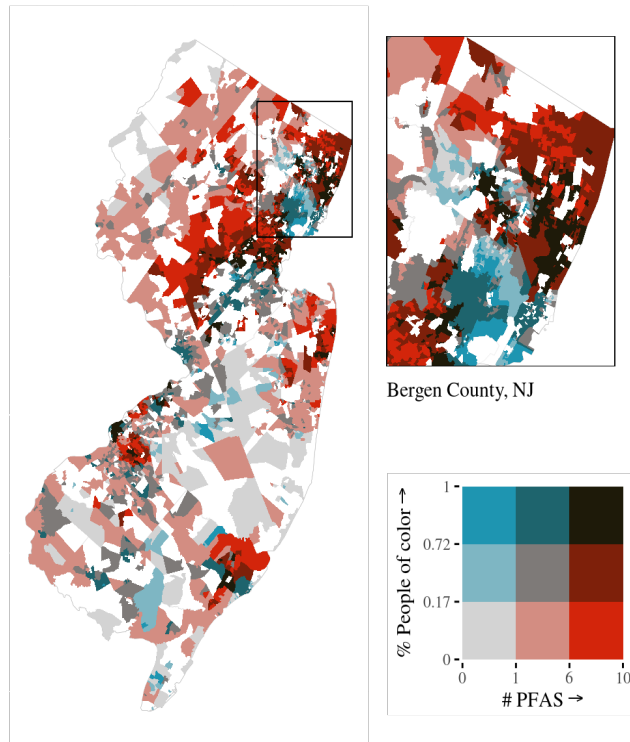 Bergen County, NJ
% People of color →
1
0.72
0.17
0
0
1
6
10
# PFAS →